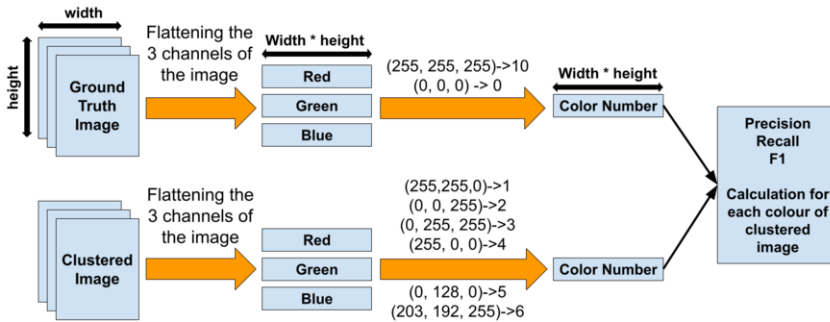 width
height
Ground
Truth
Image
Flattening the
3 channels of
the image
Width * height
Red
Green
Blue
(255, 255, 255)->10
(0, 0, 0) -> 0
Width * height
Color Number
Precision
Recall
F1
Calculation for
each colour of
clustered
image
Clustered
Image
Flattening the
3 channels of
the image
Red
Green
Blue
(255,255,0)->1
(0, 0, 255)->2
(0, 255, 255)->3
(255, 0, 0)->4
(0, 128, 0)->5
(203, 192, 255)->6
Color Number